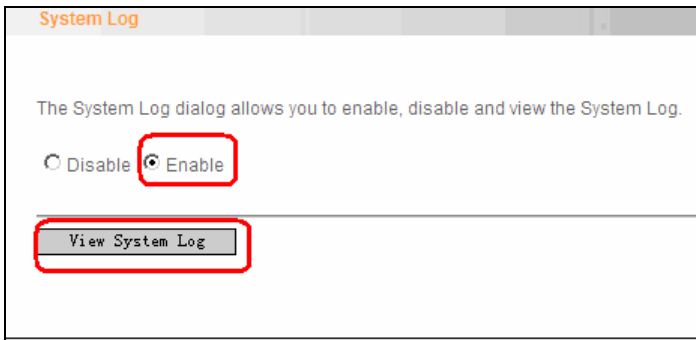 System Log
The System Log dialog allows you to enable, disable and view the System Log.
Disable Enable
View System Log